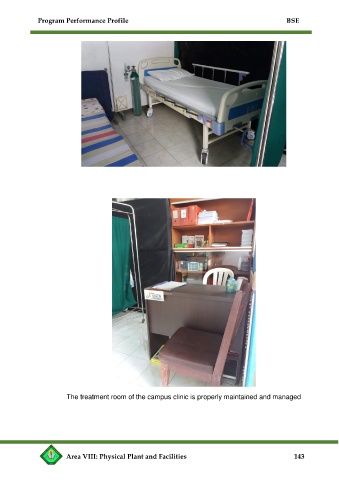 Program Performance Profile BSE
The treatment room of the campus clinic is properly maintained and managed
Area VIII: Physical Plant and Facilities 143